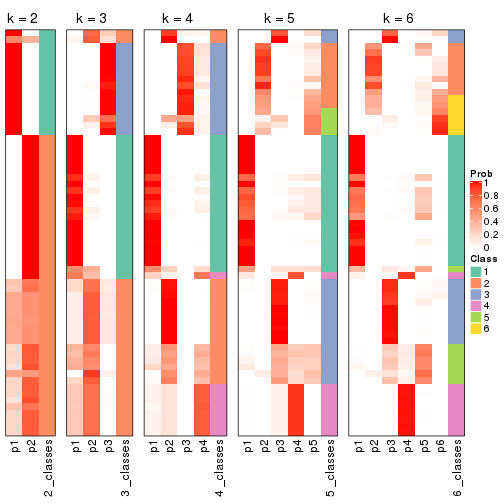 k = 2
k = 3
k = 4
k = 5
k = 6
p1
p2
2_classes
p1
p2
p3
3_classes
p1
p2
p3
p4
4_classes
p1
p2
p3
p4
p5
5_classes
p1
p2
p3
p4
p5
p6
6_classes
Prob
1
0.8
0.6
0.4
0.2
0
Class
1
2
3
4
5
6